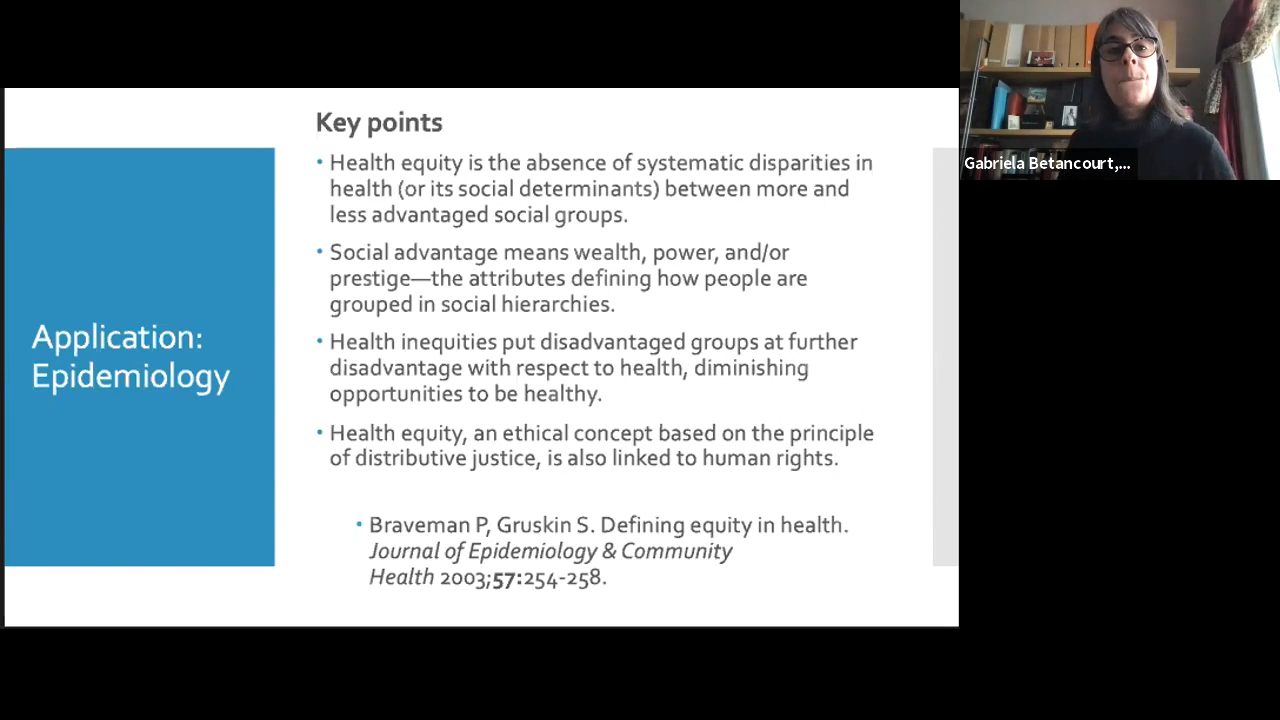 Application:
Epidemiology
Key points
• Health equity is the absence of systematic disparities in
health (or its social determinants) between more and
less advantaged social groups.
• Social advantage means wealth, power, and/or
prestige—the attributes defining how people are
grouped in social hierarchies.
• Health inequities put disadvantaged groups at further
disadvantage with respect to health, diminishing
opportunities to be healthy.
• Health equity, an ethical concept based on the principle
of distributive justice, is also linked to human rights.
• Braveman P, Gruskin S. Defining equity in health.
Journal of Epidemiology & Community
Health 2003;57:254-258.
Gabriela Betancourt,...